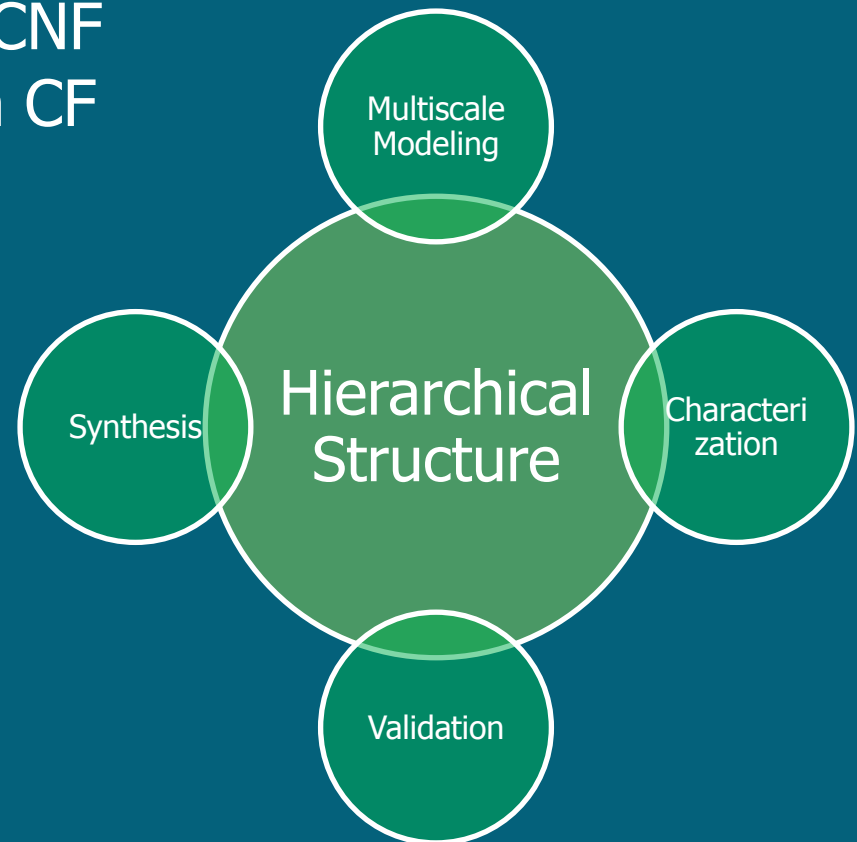 CNF
CF
Multiscale
Modeling
Hierarchical
Structure
Synthesis
Characteri
zation
Validation